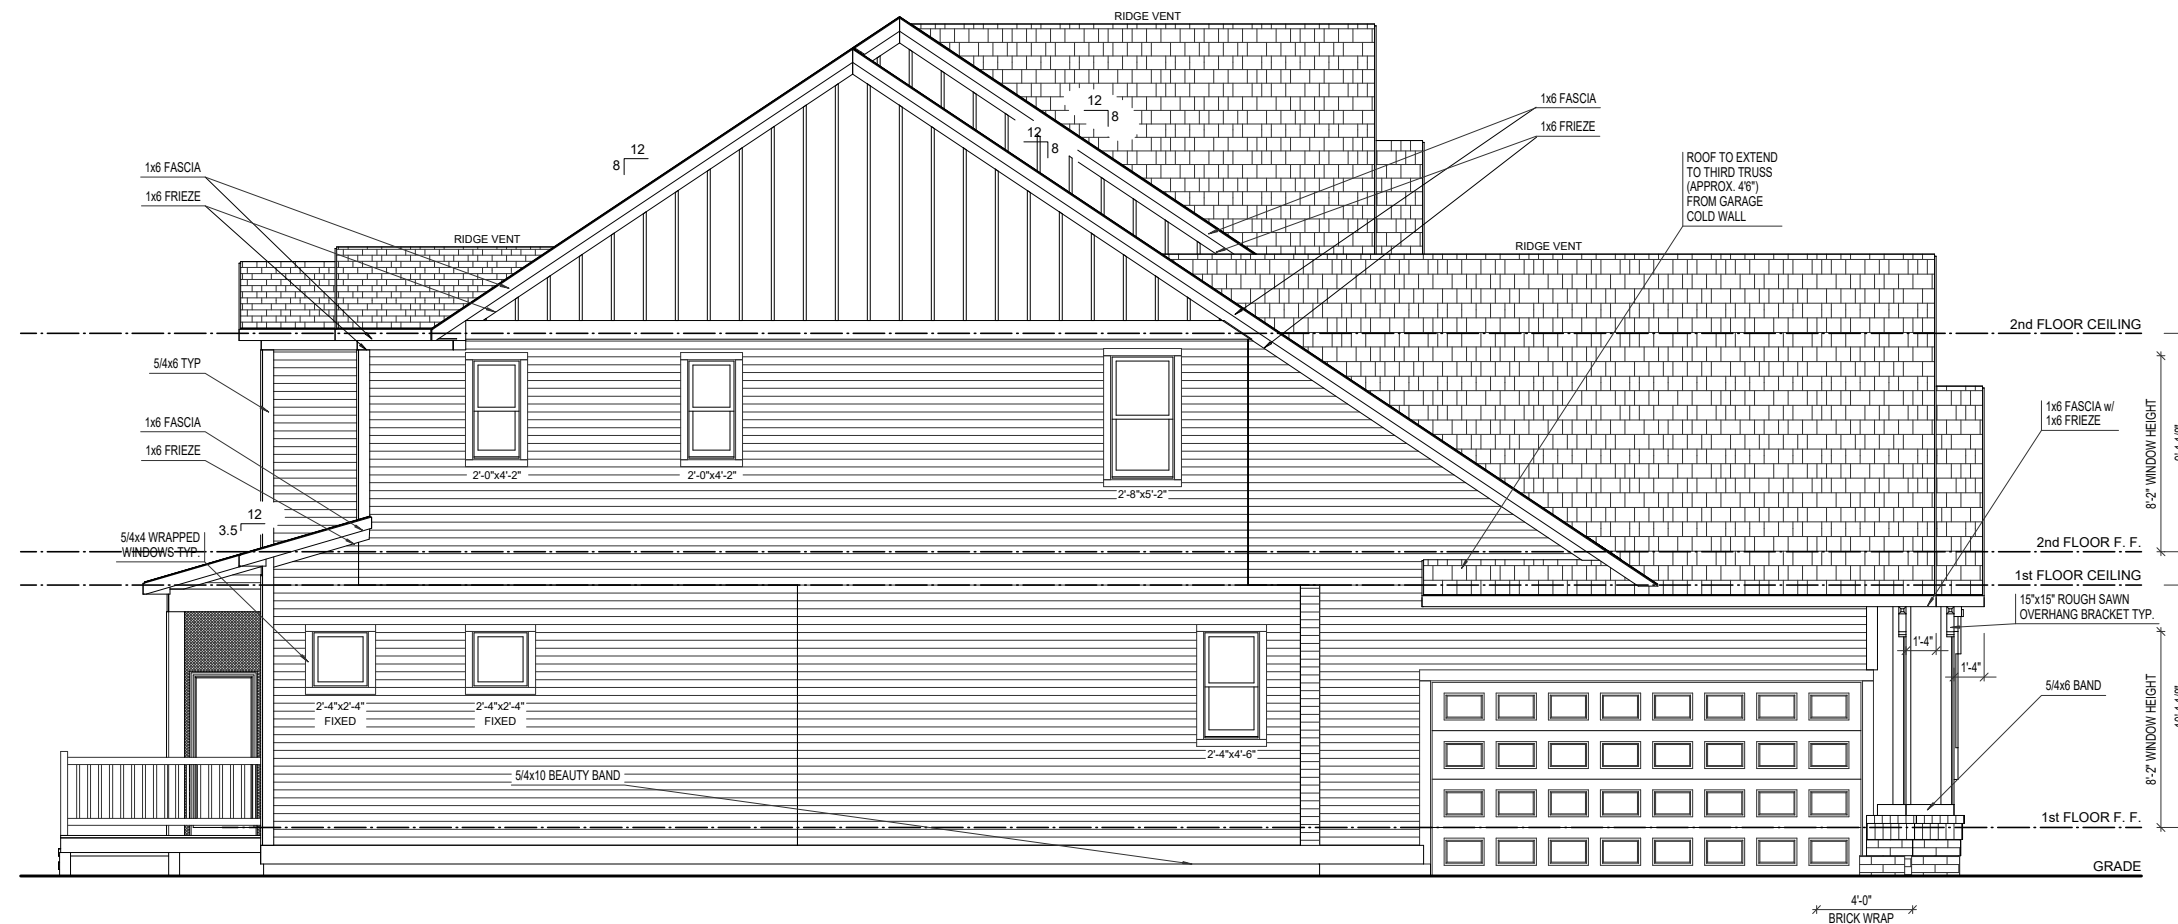 RIDGE VENT
12
8
12
8
12
8
1x6 FASCIA
1x6 FRIEZE
1x6 FASCIA
1x6 FRIEZE
ROOF TO EXTEND
TO THIRD TRUSS
(APPROX. 4'6")
FROM GARAGE
COLD WALL
RIDGE VENT
RIDGE VENT
2nd FLOOR CEILING
5/4x6 TYP
1x6 FASCIA
1x6 FRIEZE
1x6 FASCIA w/
1x6 FRIEZE
8'-2" WINDOW HEIGHT
2'-0"x4'-2"
2'-0"x4'-2"
2'-8"x5'-2"
12
3.5
5/4x4 WRAPPED
WINDOWS TYP.
2nd FLOOR F. F.
1st FLOOR CEILING
15"x15" ROUGH SAWN
OVERHANG BRACKET TYP.
1'-4"
1'-4"
5/4x6 BAND
8'-2" WINDOW HEIGHT
2'-4"x2'-4"
FIXED
2'-4"x2'-4"
FIXED
2'-4"x4'-6"
5/4x10 BEAUTY BAND
1st FLOOR F. F.
GRADE
4'-0"
BRICK WRAP